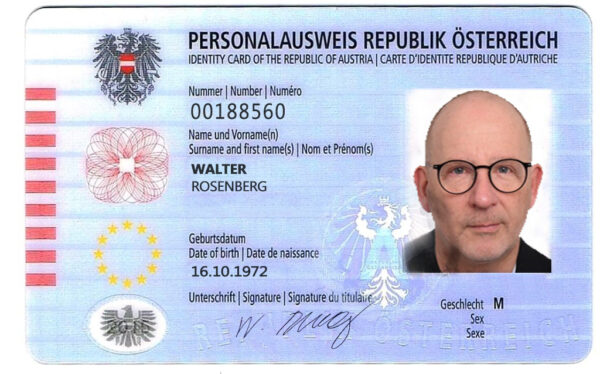 PERSONALAUSWEIS REPUBLIK ÖSTERREICH
IDENTITY CARD OF THE REPUBLIC OF AUSTRIA | CARTE D'IDENTITE REPUBLIQUE D'AUTRICHE
Nummer | Number | Numéro
00188560
Name und Vorname(n)
Surname and first name(s) | Nom et Prénom(s)
WALTER
ROSENBERG
Geburtsdatum
Date of birth | Date de naissance
16.10.1972
Unterschrift | Signature | Signature du titulaire
Geschlecht M
Sex
Sexe